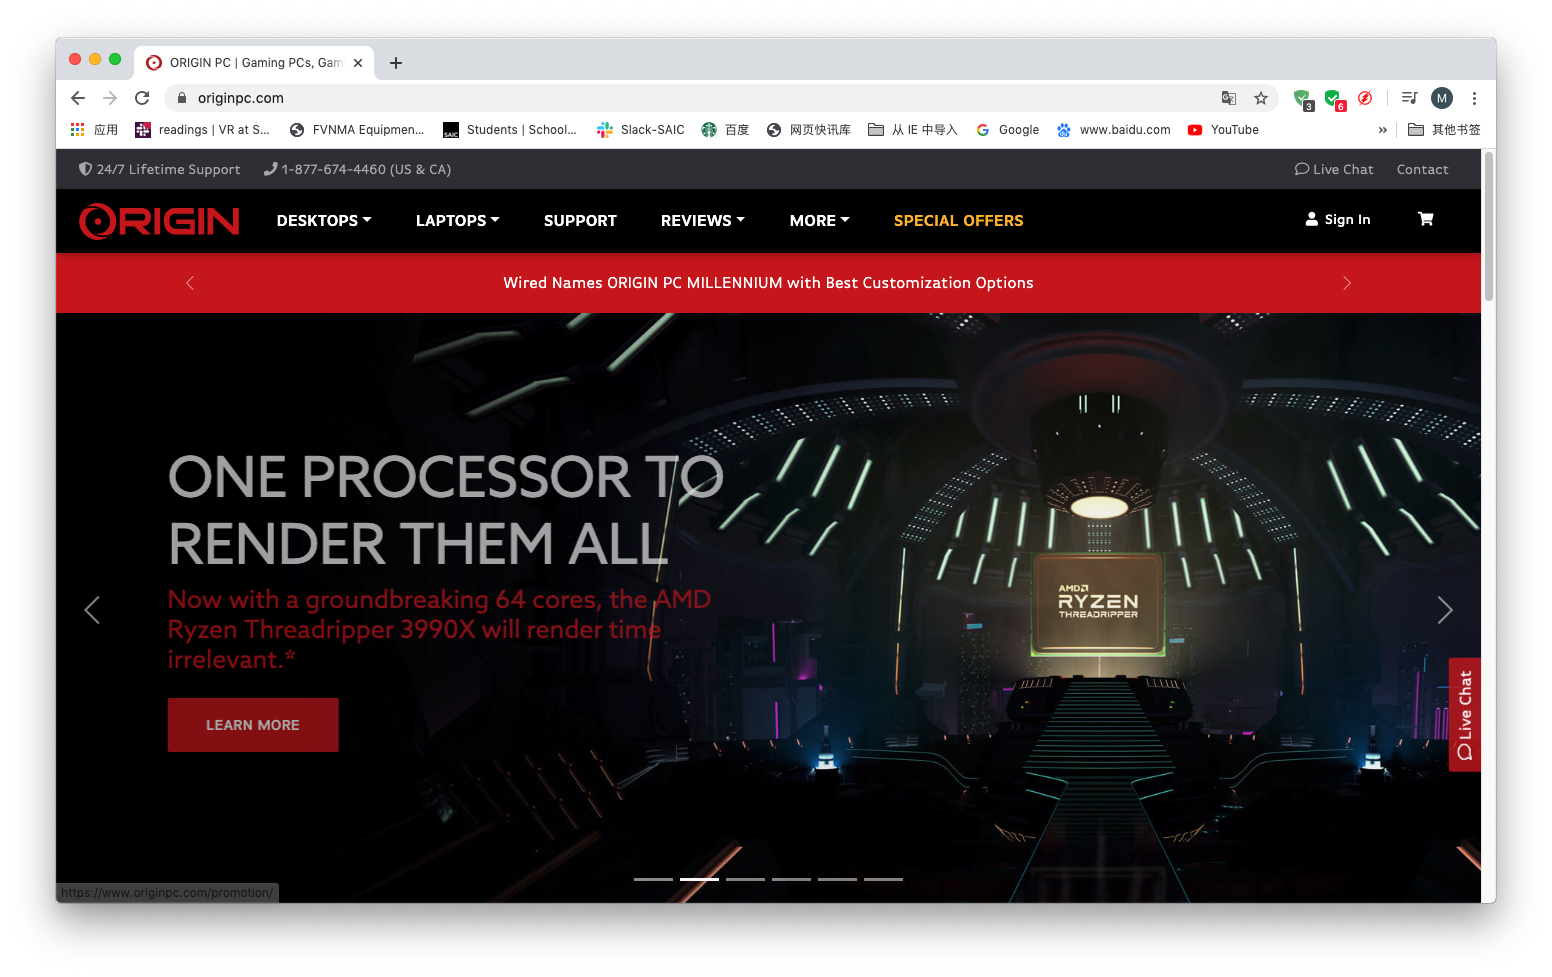 ORIGIN PC | Gaming PCs, Gam
originpc.com
3
6
M
应用
readings | VR at S...
FVNMA Equipmen...
SAIC
Students | School...
Slack-SAIC
百度
网页快讯库
从 IE 中导入
Google
www.baidu.com
YouTube
»
其他书签
24/7 Lifetime Support
1-877-674-4460 (US & CA)
Live Chat
Contact
ORIGIN
DESKTOPS
LAPTOPS
SUPPORT
REVIEWS
MORE
SPECIAL OFFERS
Sign In
Wired Names ORIGIN PC MILLENNIUM with Best Customization Options
ONE PROCESSOR TO
RENDER THEM ALL
Now with a groundbreaking 64 cores, the AMD
Ryzen Threadripper 3990X will render time
irrelevant.*
LEARN MORE
AMD
RYZEN
THREADRIPPER
Live Chat
https://www.originpc.com/promotion/